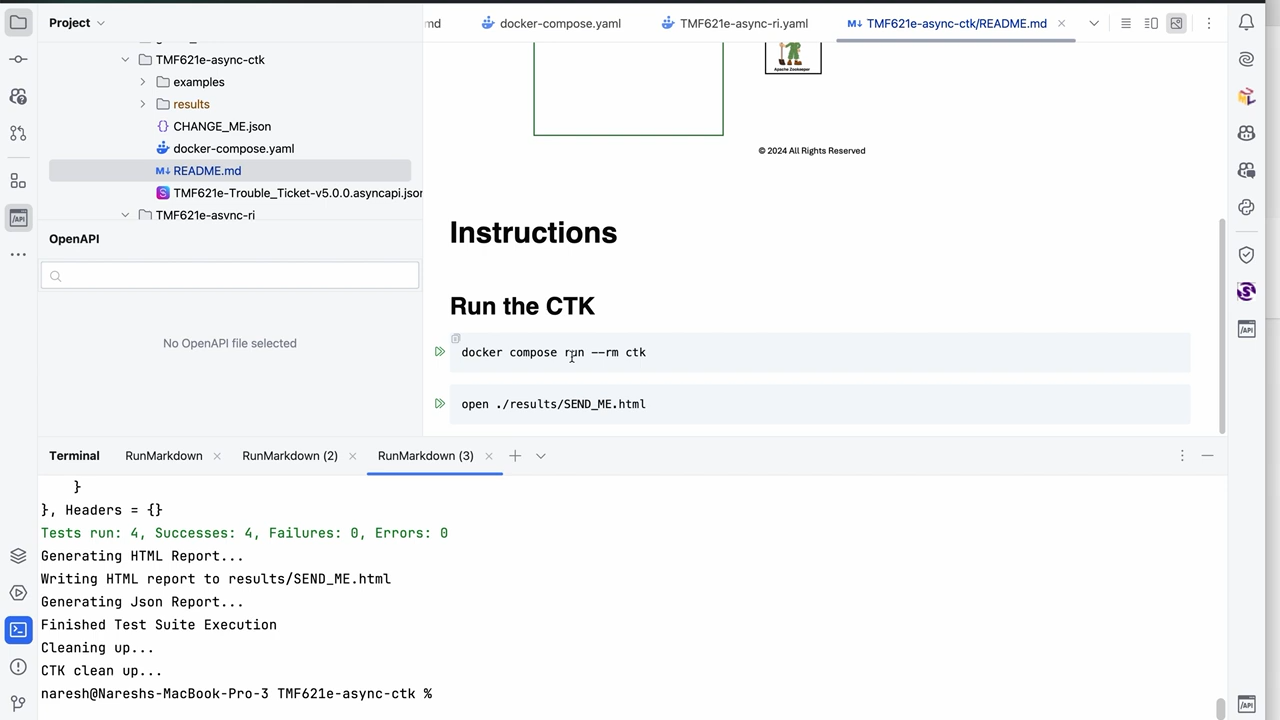 Project
TMF621e-async-ctk
examples
results
CHANGE_ME.json
docker-compose.yaml
README.md
TMF621e-Trouble_Ticket-v5.0.0.asyncapi.jsor
TMF621e-async-ri
OpenAPI
No OpenAPI file selected
md
docker-compose.yaml
TMF621e-async-ri.yaml
TMF621e-async-ctk/README.md
Apache Zookeeper
© 2024 All Rights Reserved
Instructions
Run the CTK
docker compose run --rm ctk
open ./results/SEND_ME.html
Terminal
RunMarkdown
RunMarkdown (2)
RunMarkdown (3)
}
}, Headers = {}
Tests run: 4, Successes: 4, Failures: 0, Errors: 0
Generating HTML Report...
Writing HTML report to results/SEND_ME.html
Generating Json Report...
Finished Test Suite Execution
Cleaning up...
CTK clean up...
naresh@Nareshs-MacBook-Pro-3 TMF621e-async-ctk %